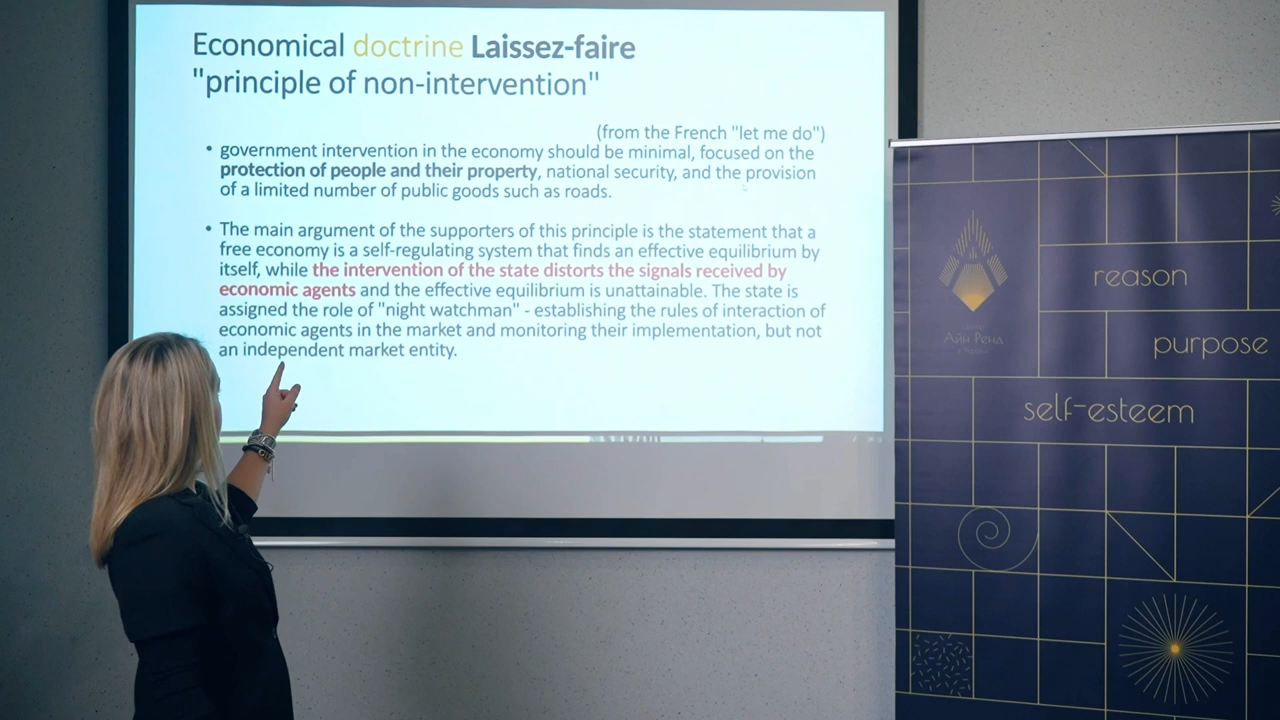 Economical doctrine Laissez-faire
"principle of non-intervention"
(from the French "let me do")
• government intervention in the economy should be minimal, focused on the
protection of people and their property, national security, and the provision
of a limited number of public goods such as roads.
• The main argument of the supporters of this principle is the statement that a
free economy is a self-regulating system that finds an effective equilibrium by
itself, while the intervention of the state distorts the signals received by
economic agents and the effective equilibrium is unattainable. The state is
assigned the role of "night watchman" - establishing the rules of interaction of
economic agents in the market and monitoring their implementation, but not
an independent market entity.
reason
purpose
self-esteem
Айн Ренд